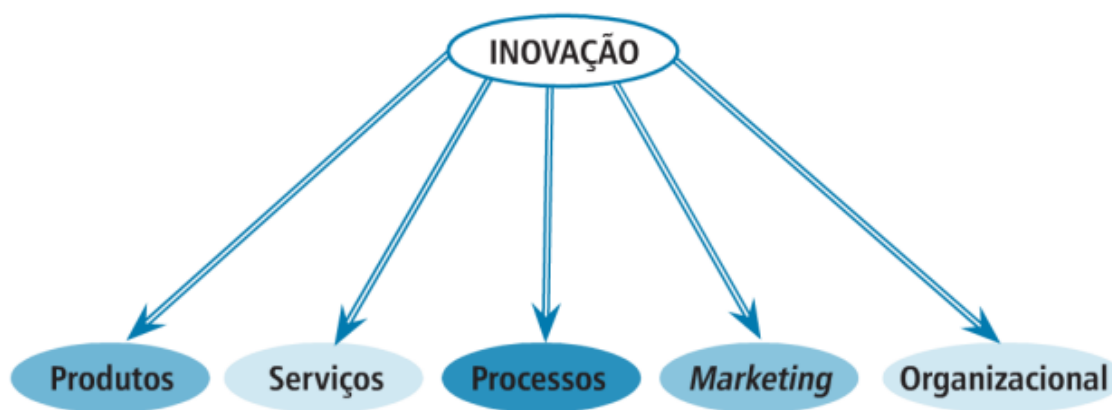 INOVAÇÃO
Produtos
Serviços
Processos
Marketing
Organizacional